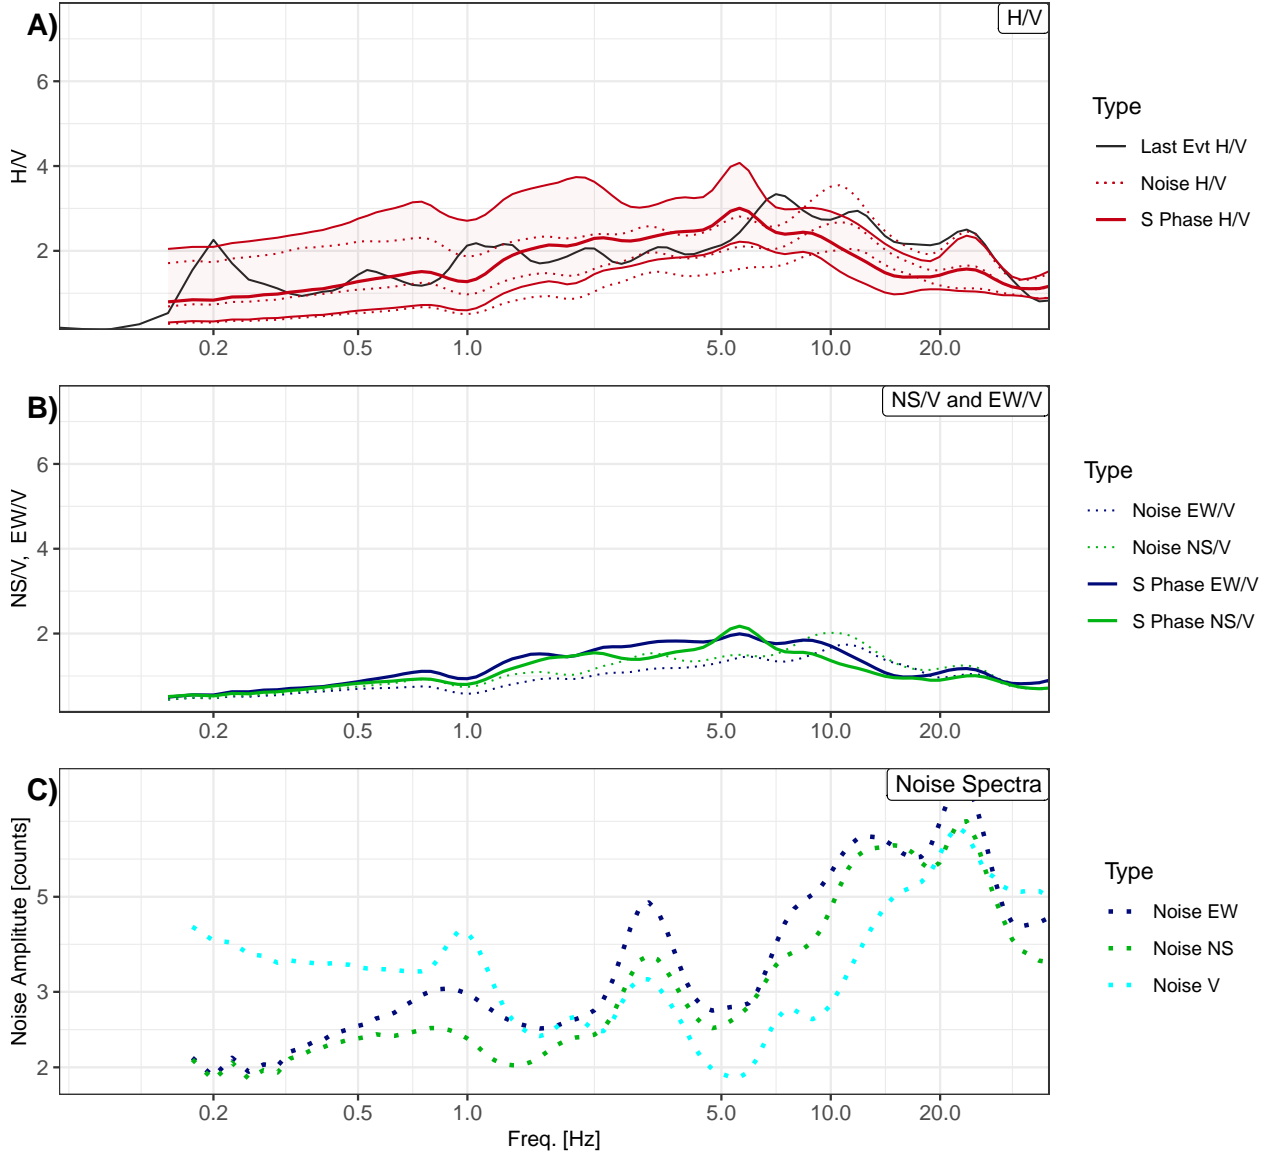 A)
H/V
6
4
2
H/V
0.2 0.5 1.0 5.0 10.0 20.0
Type
Last Evt H/V
Noise H/V
S Phase H/V
B)
NS/V and EW/V
6
4
2
NS/V,  EW/V
0.2 0.5 1.0 5.0 10.0 20.0
Type
Noise EW/V
Noise NS/V
S Phase EW/V
S Phase NS/V
C)
Noise Spectra
5
3
2
Noise Amplitude [counts]
0.2 0.5 1.0 5.0 10.0 20.0
Freq. [Hz]
Type
Noise EW
Noise NS
Noise V